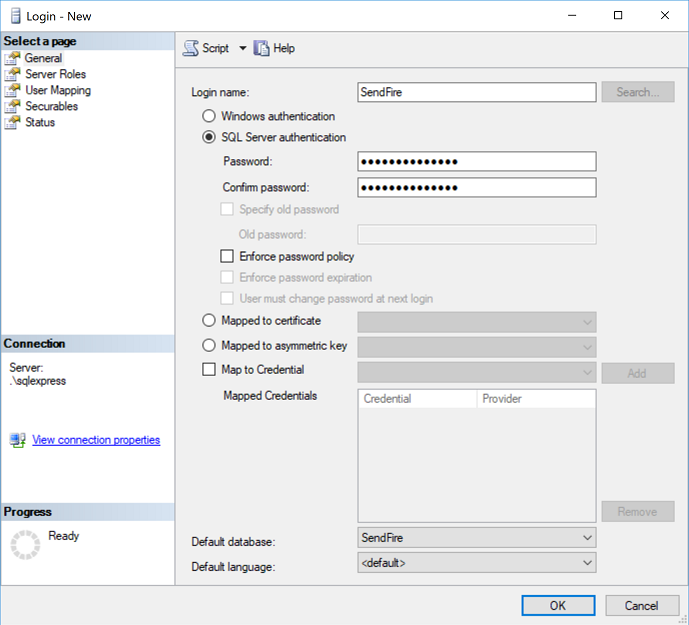 Login - New
Select a page
General
Server Roles
User Mapping
Securables
Status
Connection
Server:
.\sqlexpress
View connection properties
Progress
Ready
Script Help
Login name: SendFire Search...
Windows authentication
SQL Server authentication
Password: ●●●●●●●●●●●●●●
Confirm password: ●●●●●●●●●●●●●●
Specify old password
Old password:
Enforce password policy
Enforce password expiration
User must change password at next login
Mapped to certificate
Mapped to asymmetric key
Map to Credential Add
Mapped Credentials Credential Provider
Remove
Default database: SendFire
Default language: <default>
OK Cancel